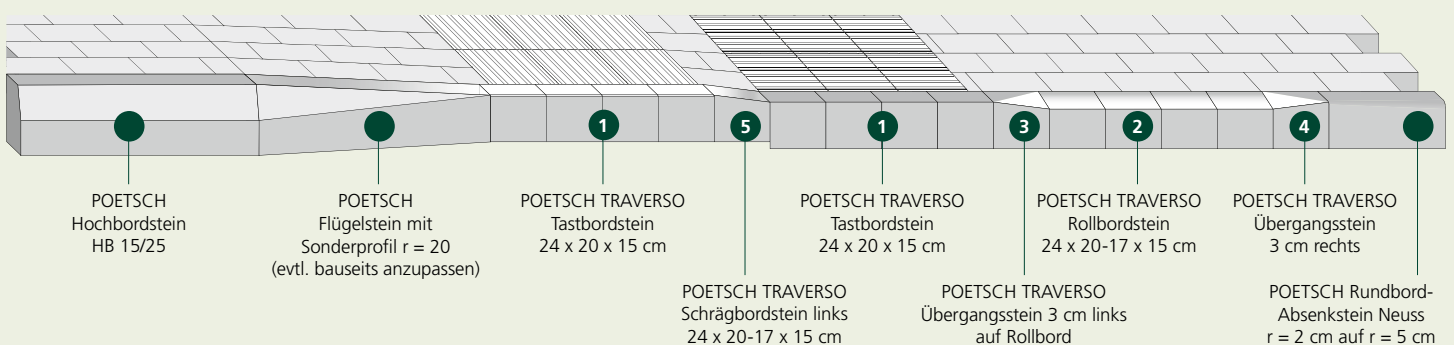 1
5
1
3
2
4
POETSCH
Hochbordstein
HB 15/25
POETSCH
Flügelstein mit
Sonderprofil r = 20
(evtl. bauseits anzupassen)
POETSCH TRAVERSO
Tastbordstein
24 x 20 x 15 cm
POETSCH TRAVERSO
Schrägbordstein links
24 x 20-17 x 15 cm
POETSCH TRAVERSO
Tastbordstein
24 x 20 x 15 cm
POETSCH TRAVERSO
Übergangsstein 3 cm links
auf Rollbord
POETSCH TRAVERSO
Rollbordstein
24 x 20-17 x 15 cm
POETSCH TRAVERSO
Übergangsstein
3 cm rechts
POETSCH Rundbord-
Absenkstein Neuss
r = 2 cm auf r = 5 cm